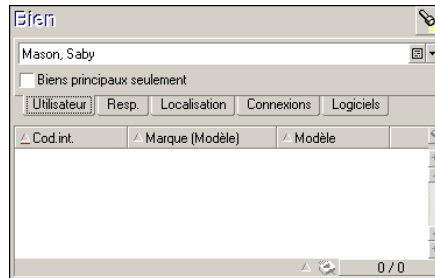 Bien
Mason, Saby
Biens principaux seulement
Utilisateur Resp. Localisation Connexions Logiciels
Cod.int. Marque (Modèle) Modèle
0 / 0